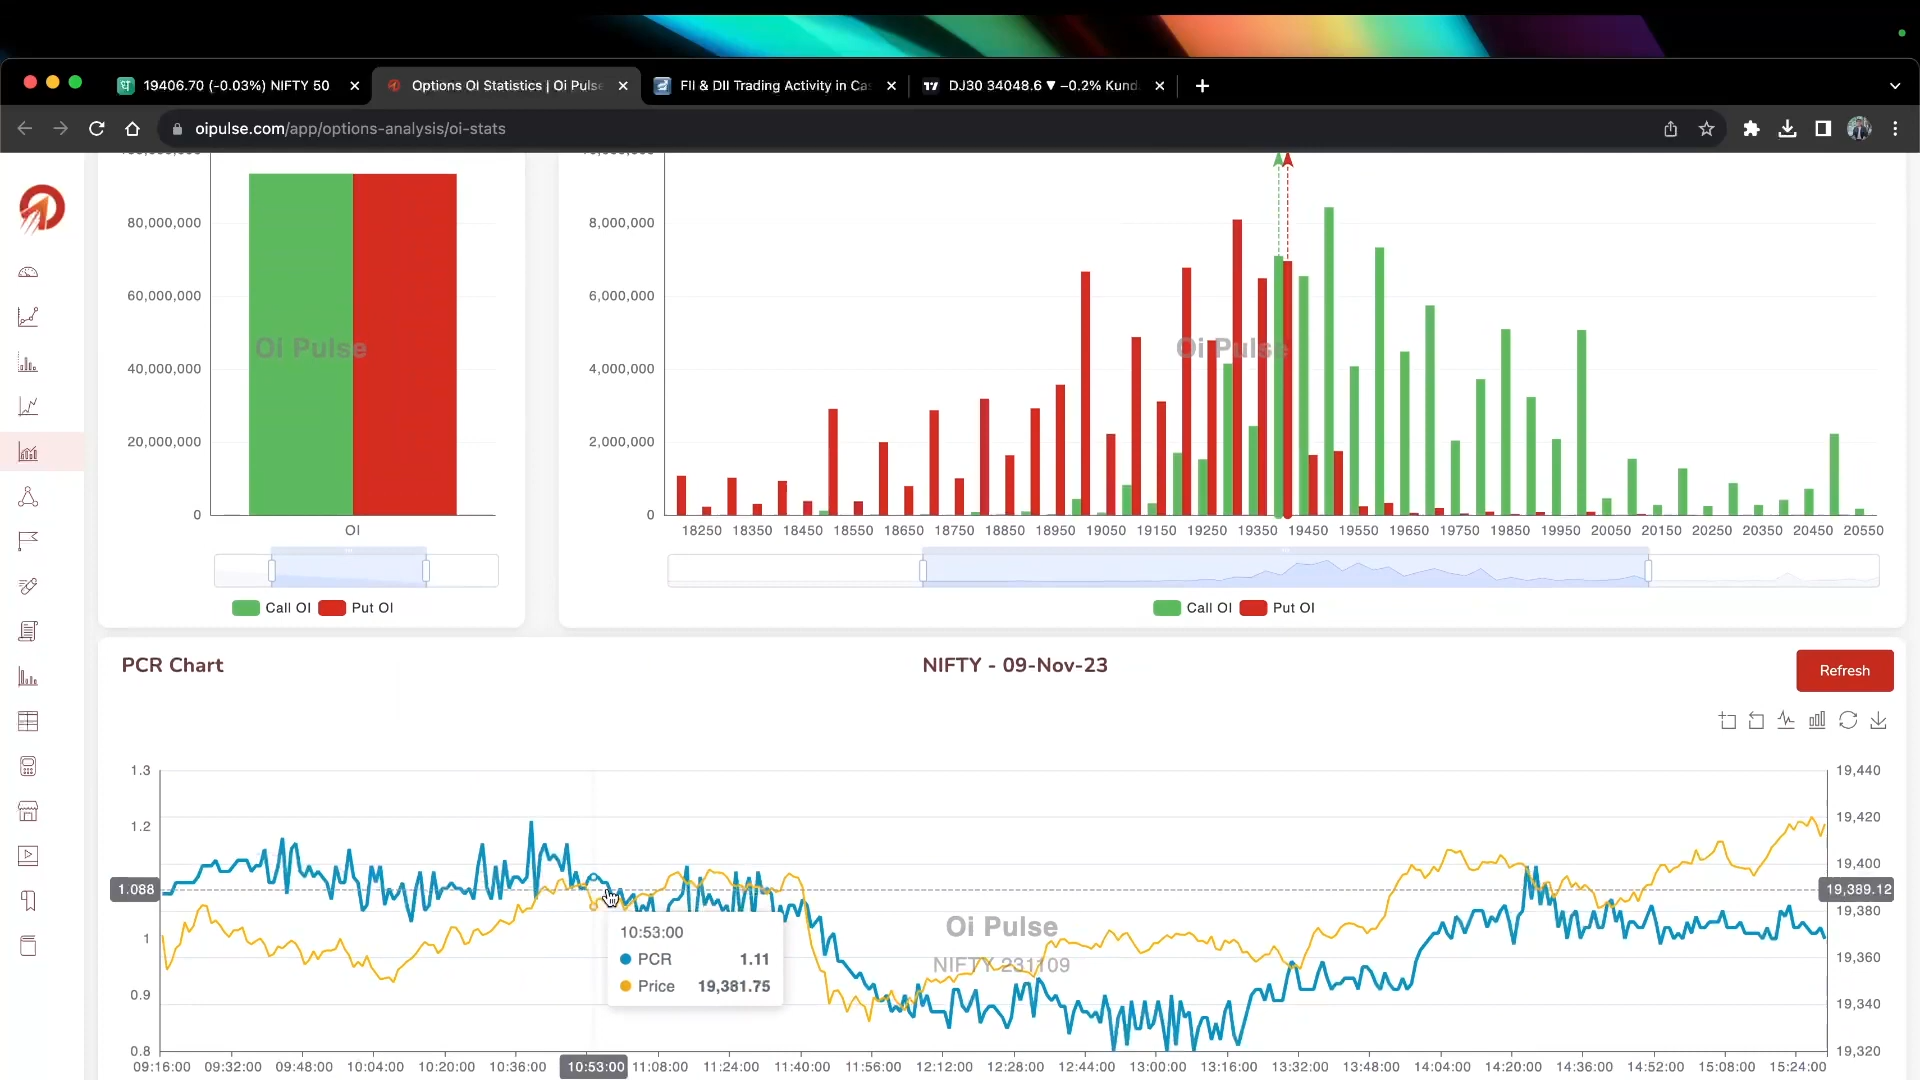 19406.70 (-0.03%) NIFTY 50
Options OI Statistics | Oi Pulse
FII & DII Trading Activity in Cas
DJ30 34048.6 ▼ −0.2% Kund
oipulse.com/app/options-analysis/oi-stats
80,000,000
60,000,000
40,000,000
20,000,000
0
Oi Pulse
OI
Call OI Put OI
8,000,000
6,000,000
4,000,000
2,000,000
0
Oi Pulse
18250 18350 18450 18550 18650 18750 18850 18950 19050 19150 19250 19350 19450 19550 19650 19750 19850 19950 20050 20150 20250 20350 20450 20550
Call OI Put OI
PCR Chart
NIFTY - 09-Nov-23
Refresh
1.3
1.2
1.088
1
0.9
0.8
19,440
19,420
19,400
19,389.12
19,380
19,360
19,340
19,320
Oi Pulse
NIFTY 231109
10:53:00
PCR 1.11
Price 19,381.75
09:16:00 09:32:00 09:48:00 10:04:00 10:20:00 10:36:00 10:53:00 11:08:00 11:24:00 11:40:00 11:56:00 12:12:00 12:28:00 12:44:00 13:00:00 13:16:00 13:32:00 13:48:00 14:04:00 14:20:00 14:36:00 14:52:00 15:08:00 15:24:00